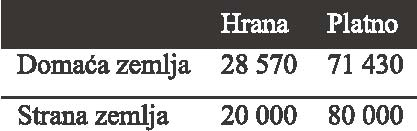 Hrana Platno
Domaća zemlja 28 570 71 430
Strana zemlja 20 000 80 000